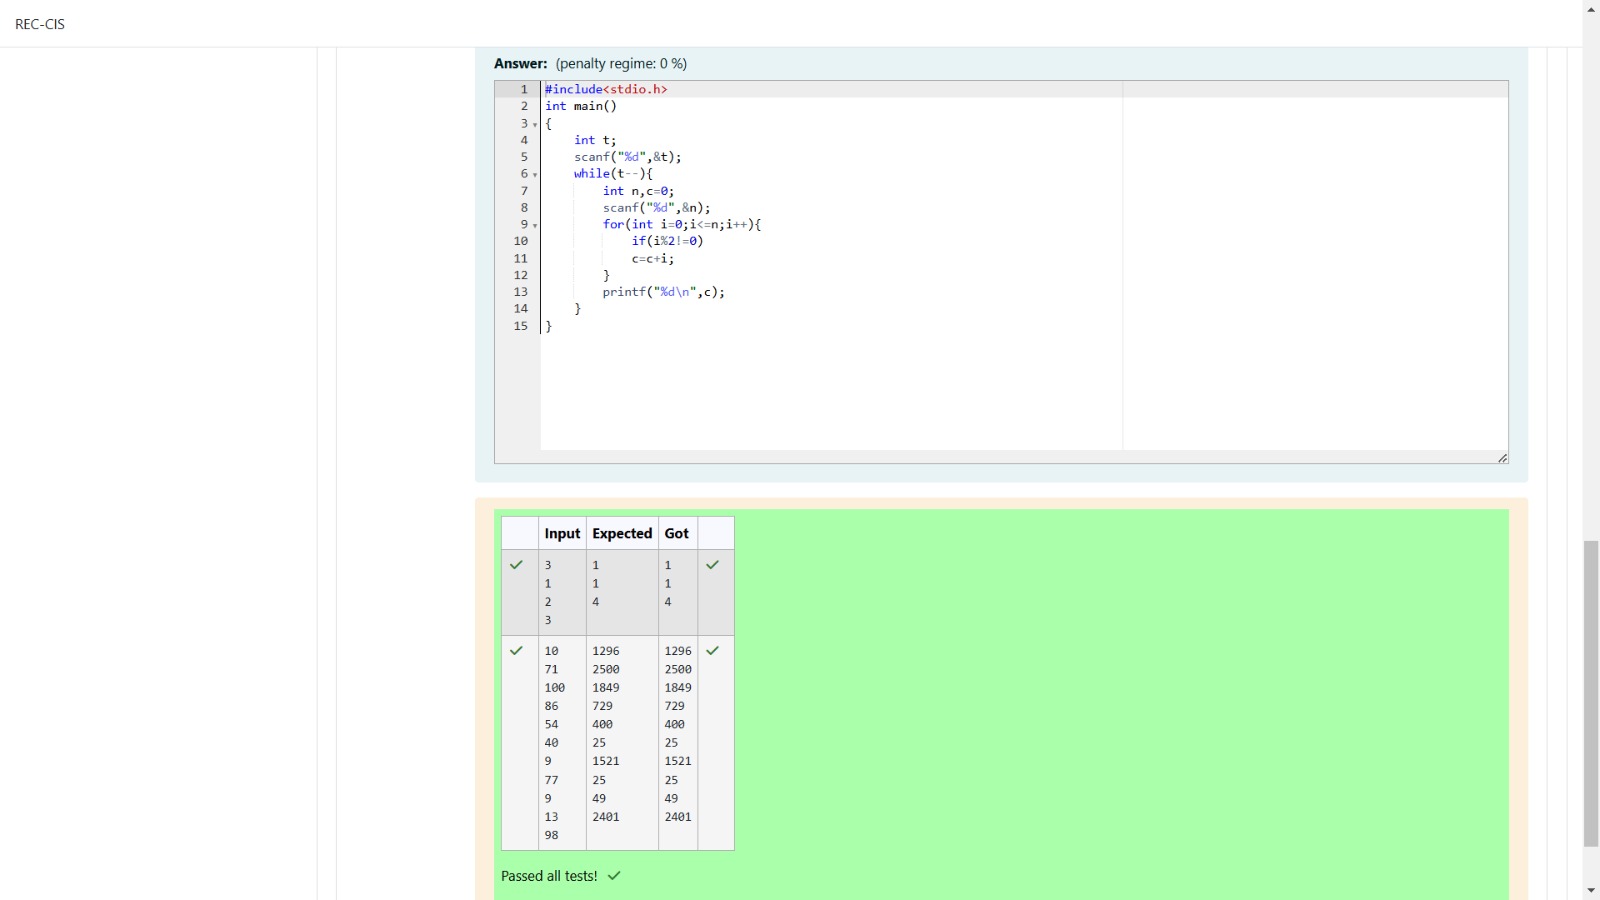 REC-CIS
Answer: (penalty regime: 0 %)
1 #include<stdio.h>
2 int main()
3 {
4 int t;
5 scanf("%d",&t);
6 while(t--){
7 int n,c=0;
8 scanf("%d",&n);
9 for(int i=0;i<=n;i++){
10 if(i%2!=0)
11 c=c+i;
12 }
13 printf("%d\n",c);
14 }
15 }
Input Expected Got
3 1 1
1 1 1
2 4 4
3
10 1296 1296
71 2500 2500
100 1849 1849
86 729 729
54 400 400
40 25 25
9 1521 1521
77 25 25
9 49 49
13 2401 2401
98
Passed all tests!